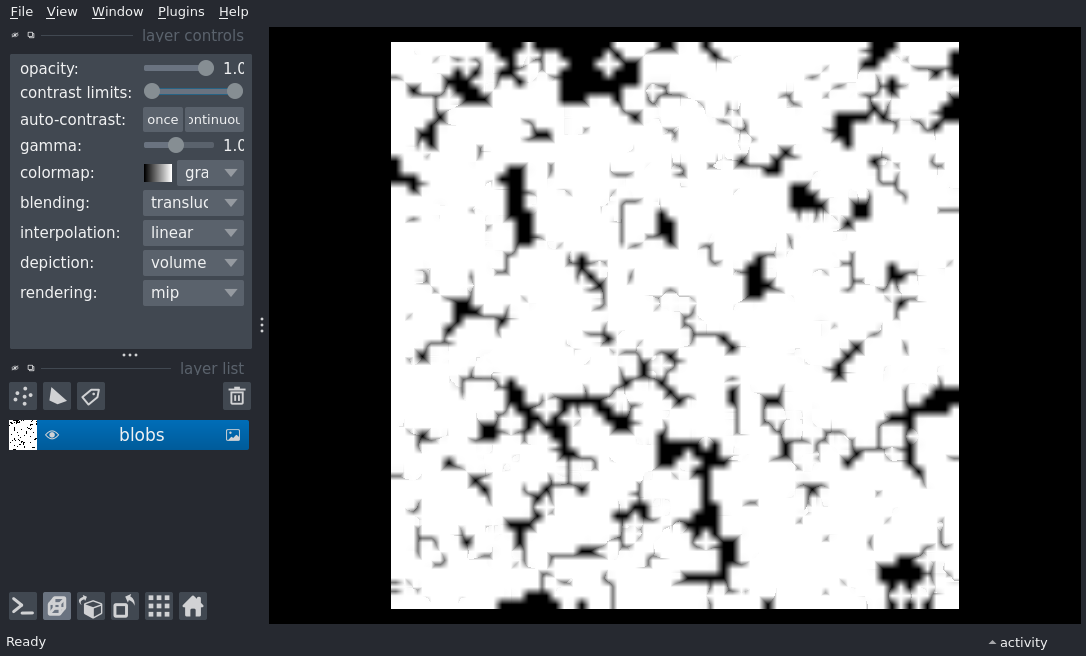 File View Window Plugins Help
layer controls
opacity: 1.0
contrast limits:
auto-contrast: once ontinuou
gamma: 1.0
colormap: gra
blending: transluc
interpolation: linear
depiction: volume
rendering: mip
layer list
blobs
Ready
activity